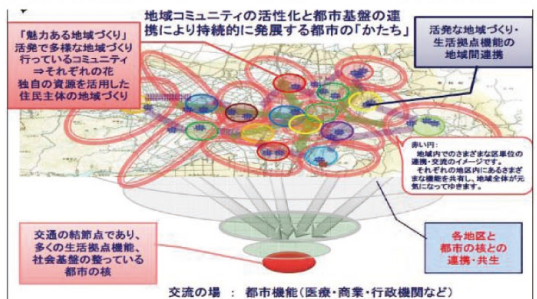 地域コミュニティの活性化と都市基盤の連
携により持続的に発展する都市の「かたち」
「魅力ある地域づくり」
活発で多様な地域づくり
行っているコミュニティ
⇒それぞれの花
独自の資源を活用した
住民主体の地域づくり
活発な地域づくり・
生活拠点機能の
地域間連携
赤い円:
地域内でのさまざまな区単位の
連携・交流のイメージです。
それぞれの地区内にあるさまざ
まな機能を共有し、地域全体が元
気になってゆきます。
交通の結節点であり、
多くの生活拠点機能、
社会基盤の整っている
都市の核
各地区と
都市の核との
連携・共生
交流の場 : 都市機能(医療・商業・行政機関など)